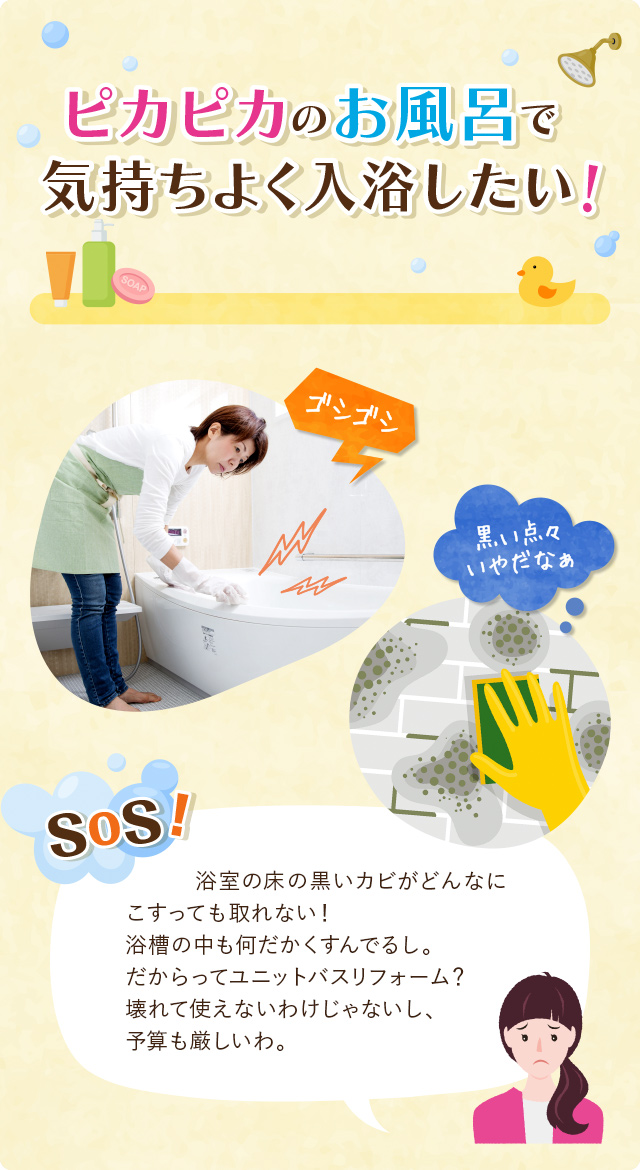 ピカピカのお風呂で
気持ちよく入浴したい！
SOAP
ゴシゴシ
黒い点々
いやだなぁ
SoS！
浴室の床の黒いカビがどんなに
こすっても取れない！
浴槽の中も何だかくすんでるし。
だからってユニットバスリフォーム？
壊れて使えないわけじゃないし、
予算も厳しいわ。